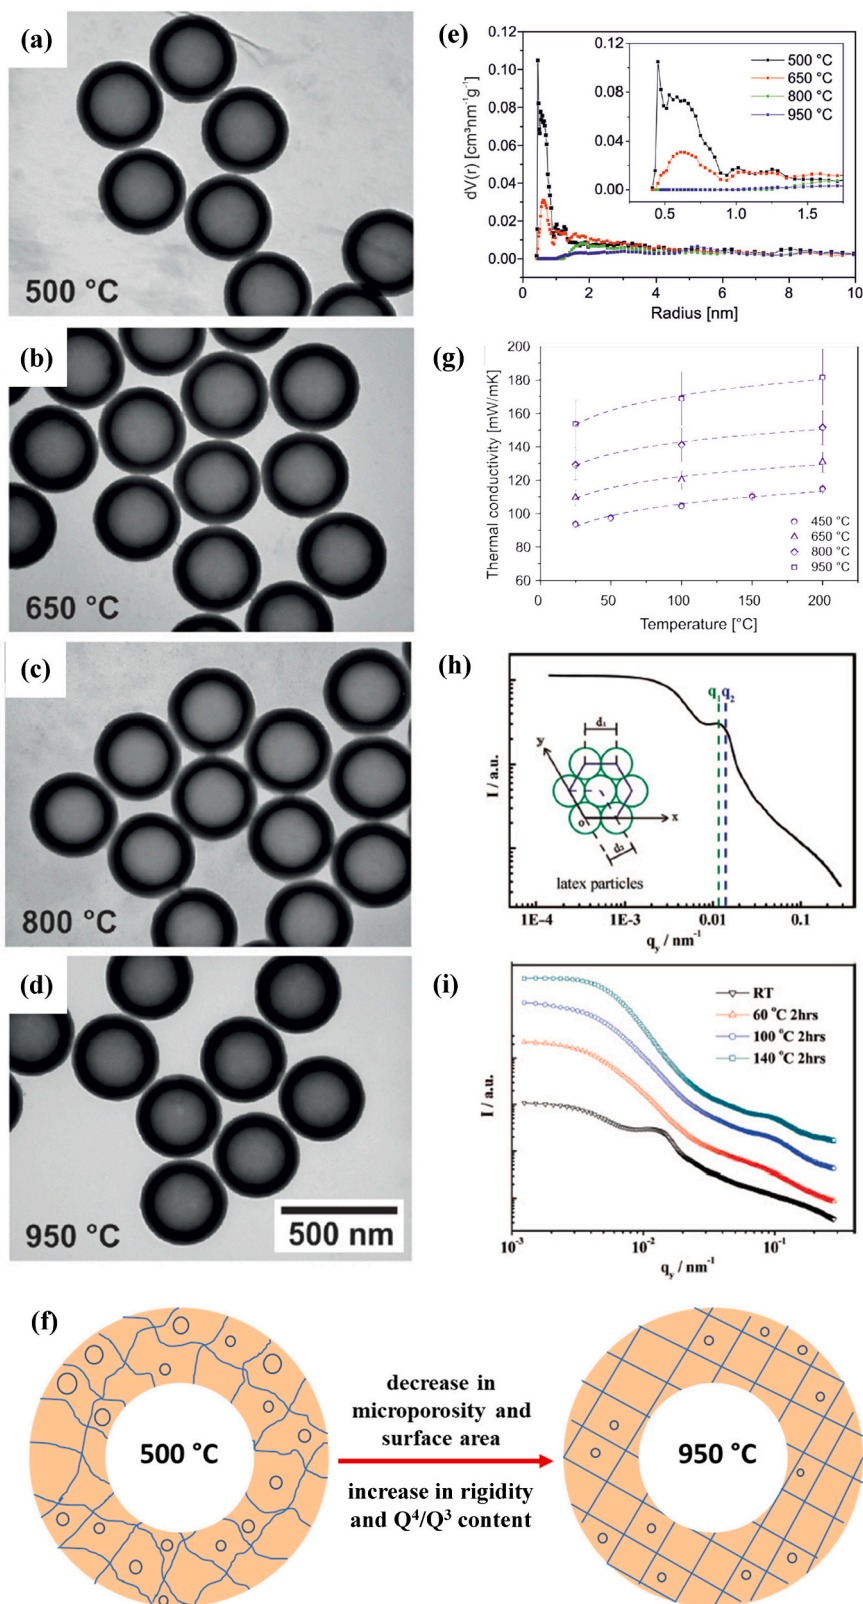 (a)
500 °C
(b)
650 °C
(c)
800 °C
(d)
950 °C
500 nm
(e)
dV(r) [cm³nm⁻¹g⁻¹]
0.12
0.10
0.08
0.06
0.04
0.02
0.00
0
2
4
6
8
10
Radius [nm]
0.12
0.08
0.04
0.00
0.5
1.0
1.5
500 °C
650 °C
800 °C
950 °C
(g)
Thermal conductivity [mW/mK]
200
180
160
140
120
100
80
60
0
50
100
150
200
Temperature [°C]
450 °C
650 °C
800 °C
950 °C
(h)
I / a.u.
q₁ q₂
d₁
y
o
x
d₂
latex particles
1E-4
1E-3
0.01
0.1
qy / nm⁻¹
(i)
I / a.u.
RT
60 °C 2hrs
100 °C 2hrs
140 °C 2hrs
10⁻³
10⁻²
10⁻¹
qy / nm⁻¹
(f)
500 °C
decrease in
microporosity and
surface area
increase in rigidity
and Q⁴/Q³ content
950 °C